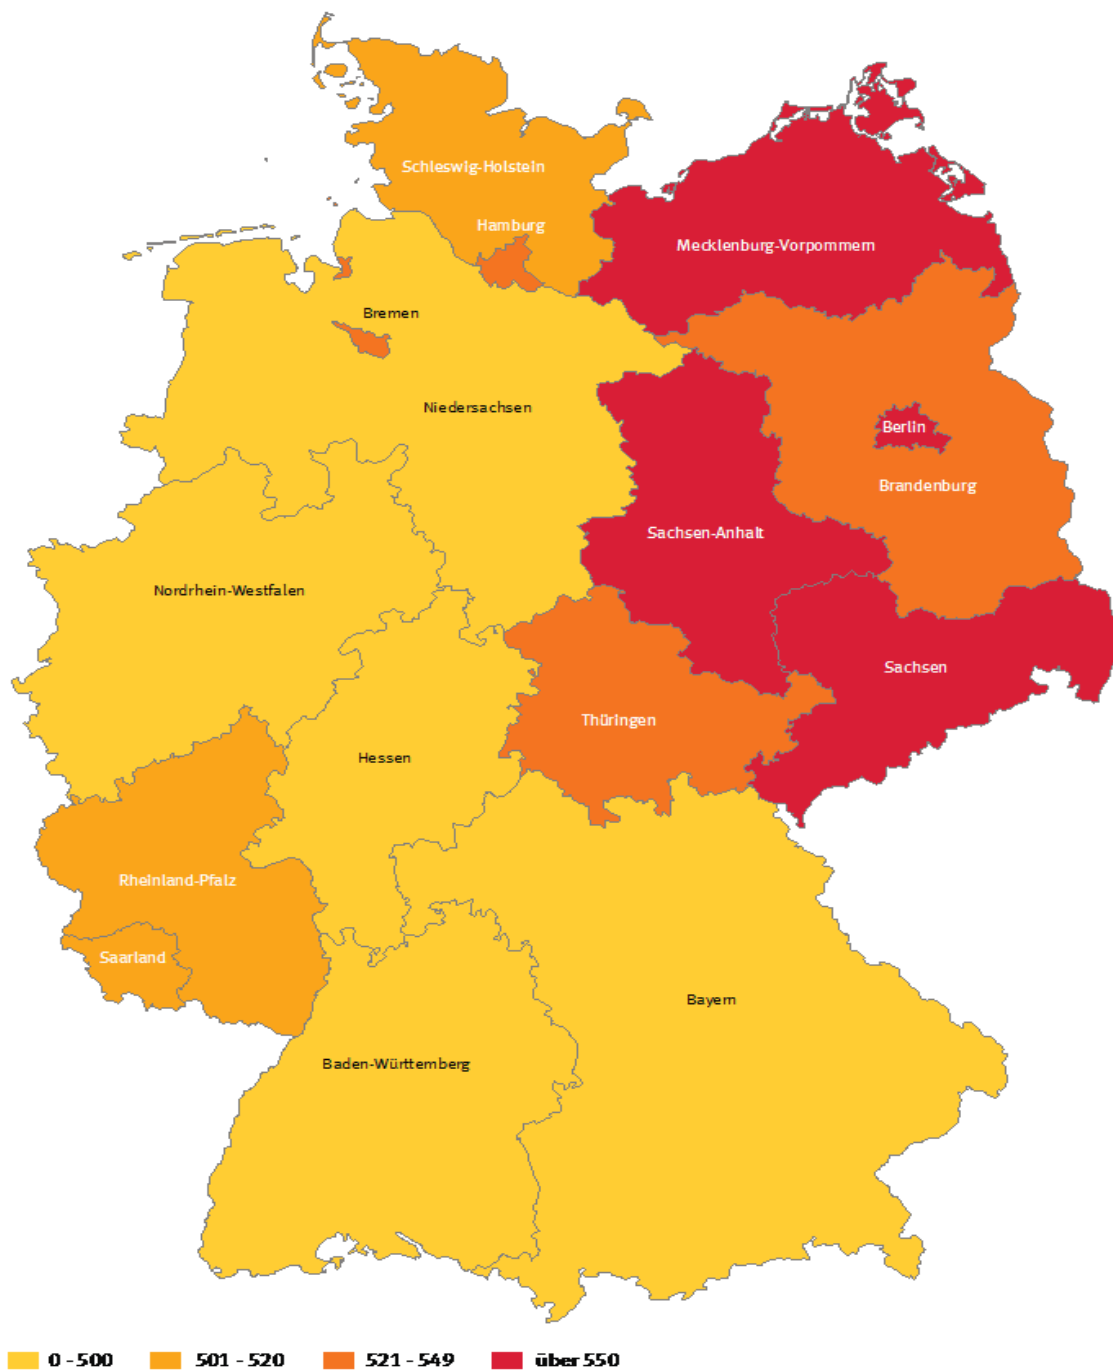 Schleswig-Holstein
Hamburg
Mecklenburg-Vorpommern
Bremen
Niedersachsen
Berlin
Brandenburg
Sachsen-Anhalt
Nordrhein-Westfalen
Sachsen
Thüringen
Hessen
Rheinland-Pfalz
Saarland
Bayern
Baden-Württemberg
0 - 500 501 - 520 521 - 549 über 550